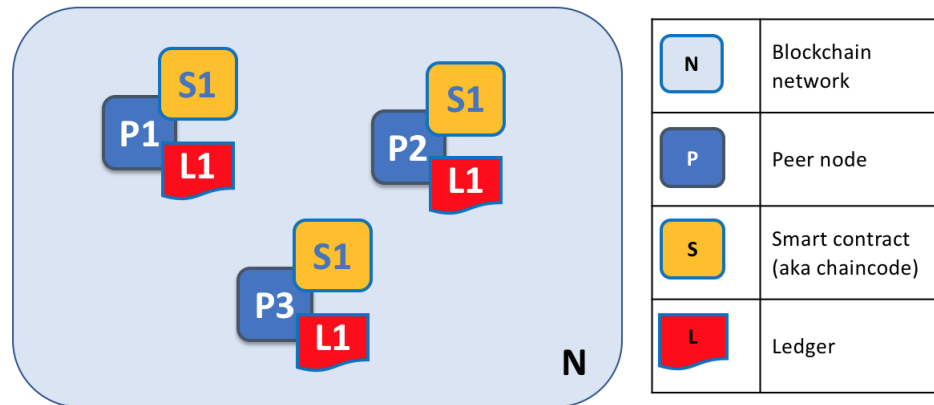 S1
P1
L1
S1
P2
L1
S1
P3
L1
N
N
Blockchain
network
P
Peer node
S
Smart contract
(aka chaincode)
L
Ledger